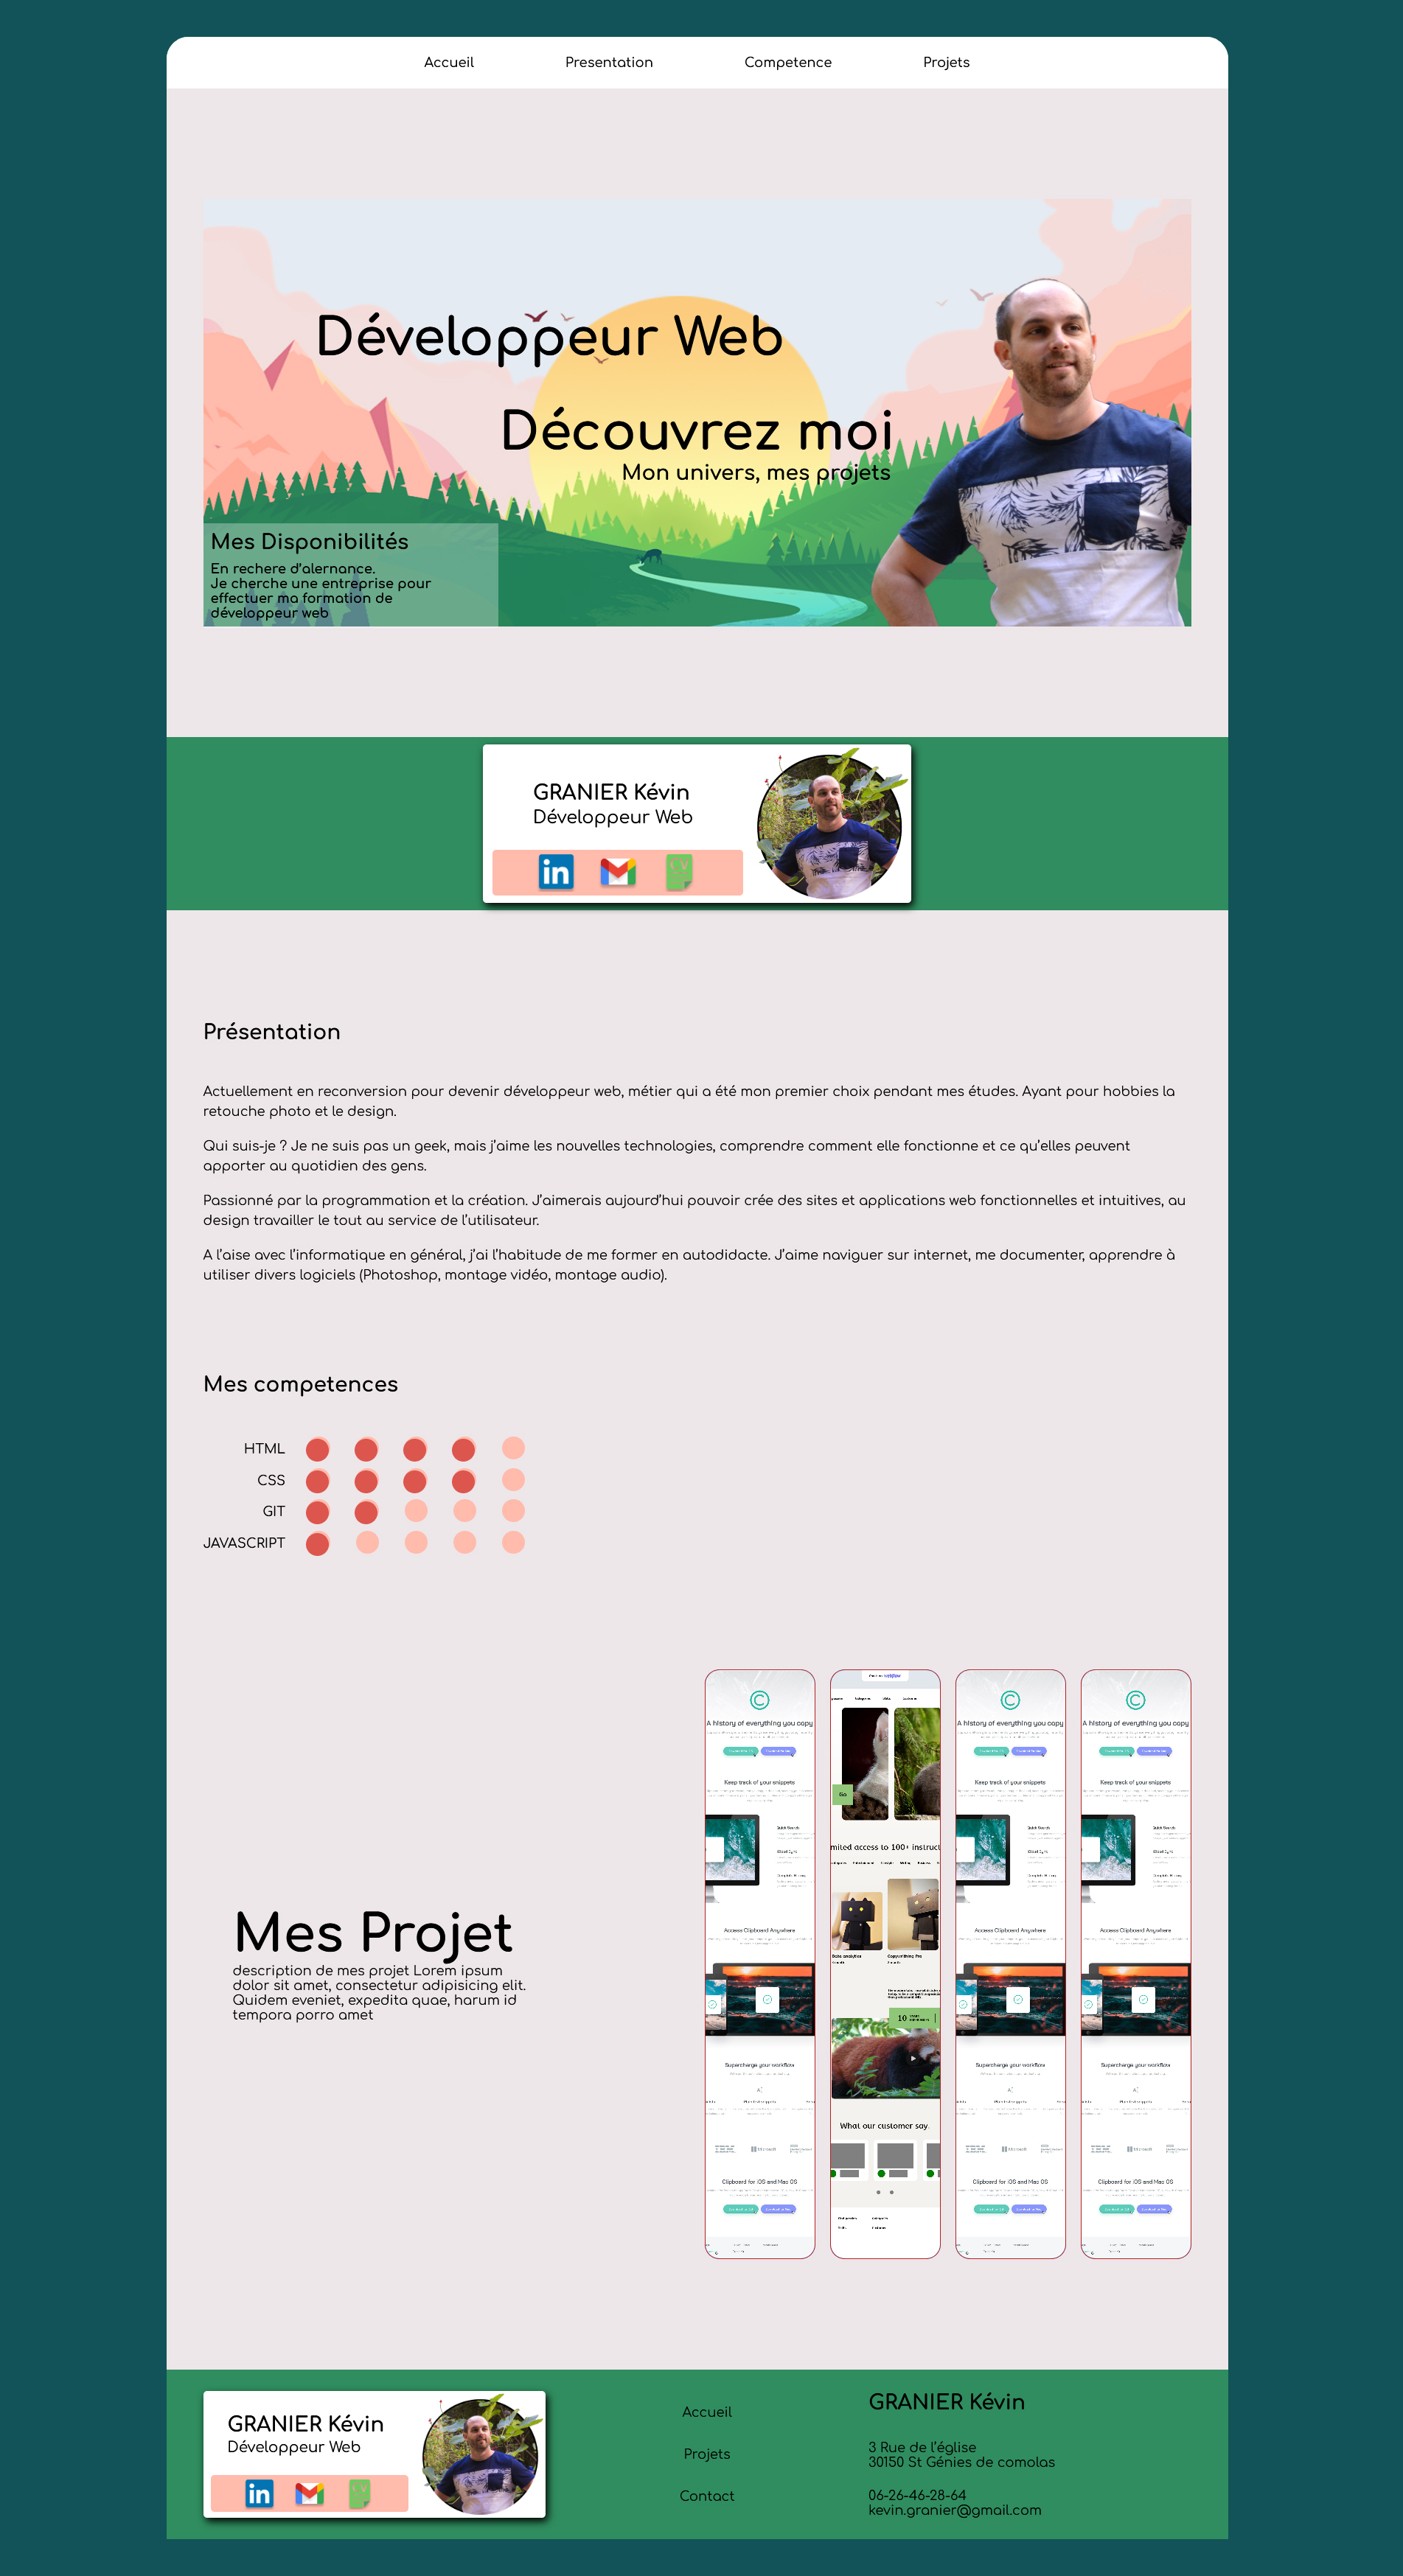 Accueil Presentation Competence Projets
Développeur Web
Découvrez moi
Mon univers, mes projets
Mes Disponibilités
En rechere d'alernance.
Je cherche une entreprise pour
effectuer ma formation de
développeur web
GRANIER Kévin
Développeur Web
in
CV
Présentation
Actuellement en reconversion pour devenir développeur web, métier qui a été mon premier choix pendant mes études. Ayant pour hobbies la
retouche photo et le design.
Qui suis-je ? Je ne suis pas un geek, mais j'aime les nouvelles technologies, comprendre comment elle fonctionne et ce qu'elles peuvent
apporter au quotidien des gens.
Passionné par la programmation et la création. J'aimerais aujourd'hui pouvoir crée des sites et applications web fonctionnelles et intuitives, au
design travailler le tout au service de l'utilisateur.
A l'aise avec l'informatique en général, j'ai l'habitude de me former en autodidacte. J'aime naviguer sur internet, me documenter, apprendre à
utiliser divers logiciels (Photoshop, montage vidéo, montage audio).
Mes competences
HTML
CSS
GIT
JAVASCRIPT
Mes Projet
description de mes projet Lorem ipsum
dolor sit amet, consectetur adipisicing elit.
Quidem eveniet, expedita quae, harum id
tempora porro amet
A history of everything you copy
Keep track of your snippets
Access Clipboard Anywhere
Supercharge your workflow
Clipboard for iOS and Mac OS
mited access to 100+ instruct
Data analytics Copywriting Pro
10
What our customer say.
A history of everything you copy
Keep track of your snippets
Access Clipboard Anywhere
Supercharge your workflow
Clipboard for iOS and Mac OS
A history of everything you copy
Keep track of your snippets
Access Clipboard Anywhere
Supercharge your workflow
Clipboard for iOS and Mac OS
GRANIER Kévin
Développeur Web
in
CV
Accueil
Projets
Contact
GRANIER Kévin
3 Rue de l'église
30150 St Génies de comolas
06-26-46-28-64
kevin.granier@gmail.com